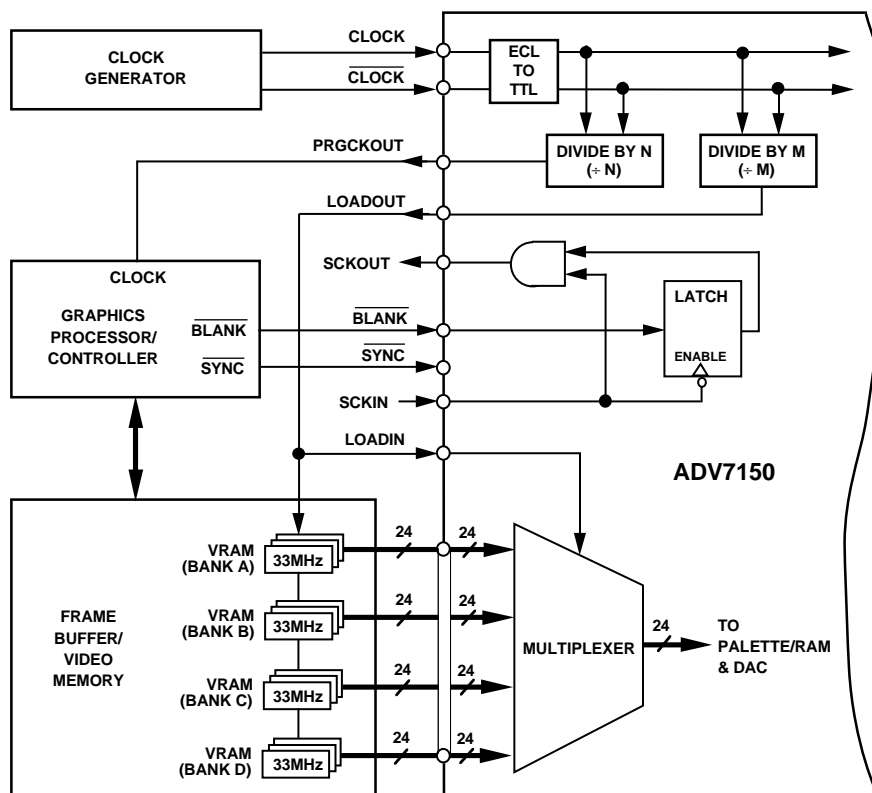 CLOCK
GENERATOR
CLOCK
CLOCK
ECL
TO
TTL
PRGCKOUT
DIVIDE BY N
(÷ N)
DIVIDE BY M
(÷ M)
LOADOUT
SCKOUT
CLOCK
GRAPHICS
PROCESSOR/
CONTROLLER
BLANK
SYNC
BLANK
SYNC
LATCH
ENABLE
SCKIN
LOADIN
ADV7150
FRAME
BUFFER/
VIDEO
MEMORY
VRAM
(BANK A)
33MHz
24
24
VRAM
(BANK B)
33MHz
24
24
VRAM
(BANK C)
33MHz
24
24
VRAM
(BANK D)
33MHz
24
24
MULTIPLEXER
24
TO
PALETTE/RAM
& DAC